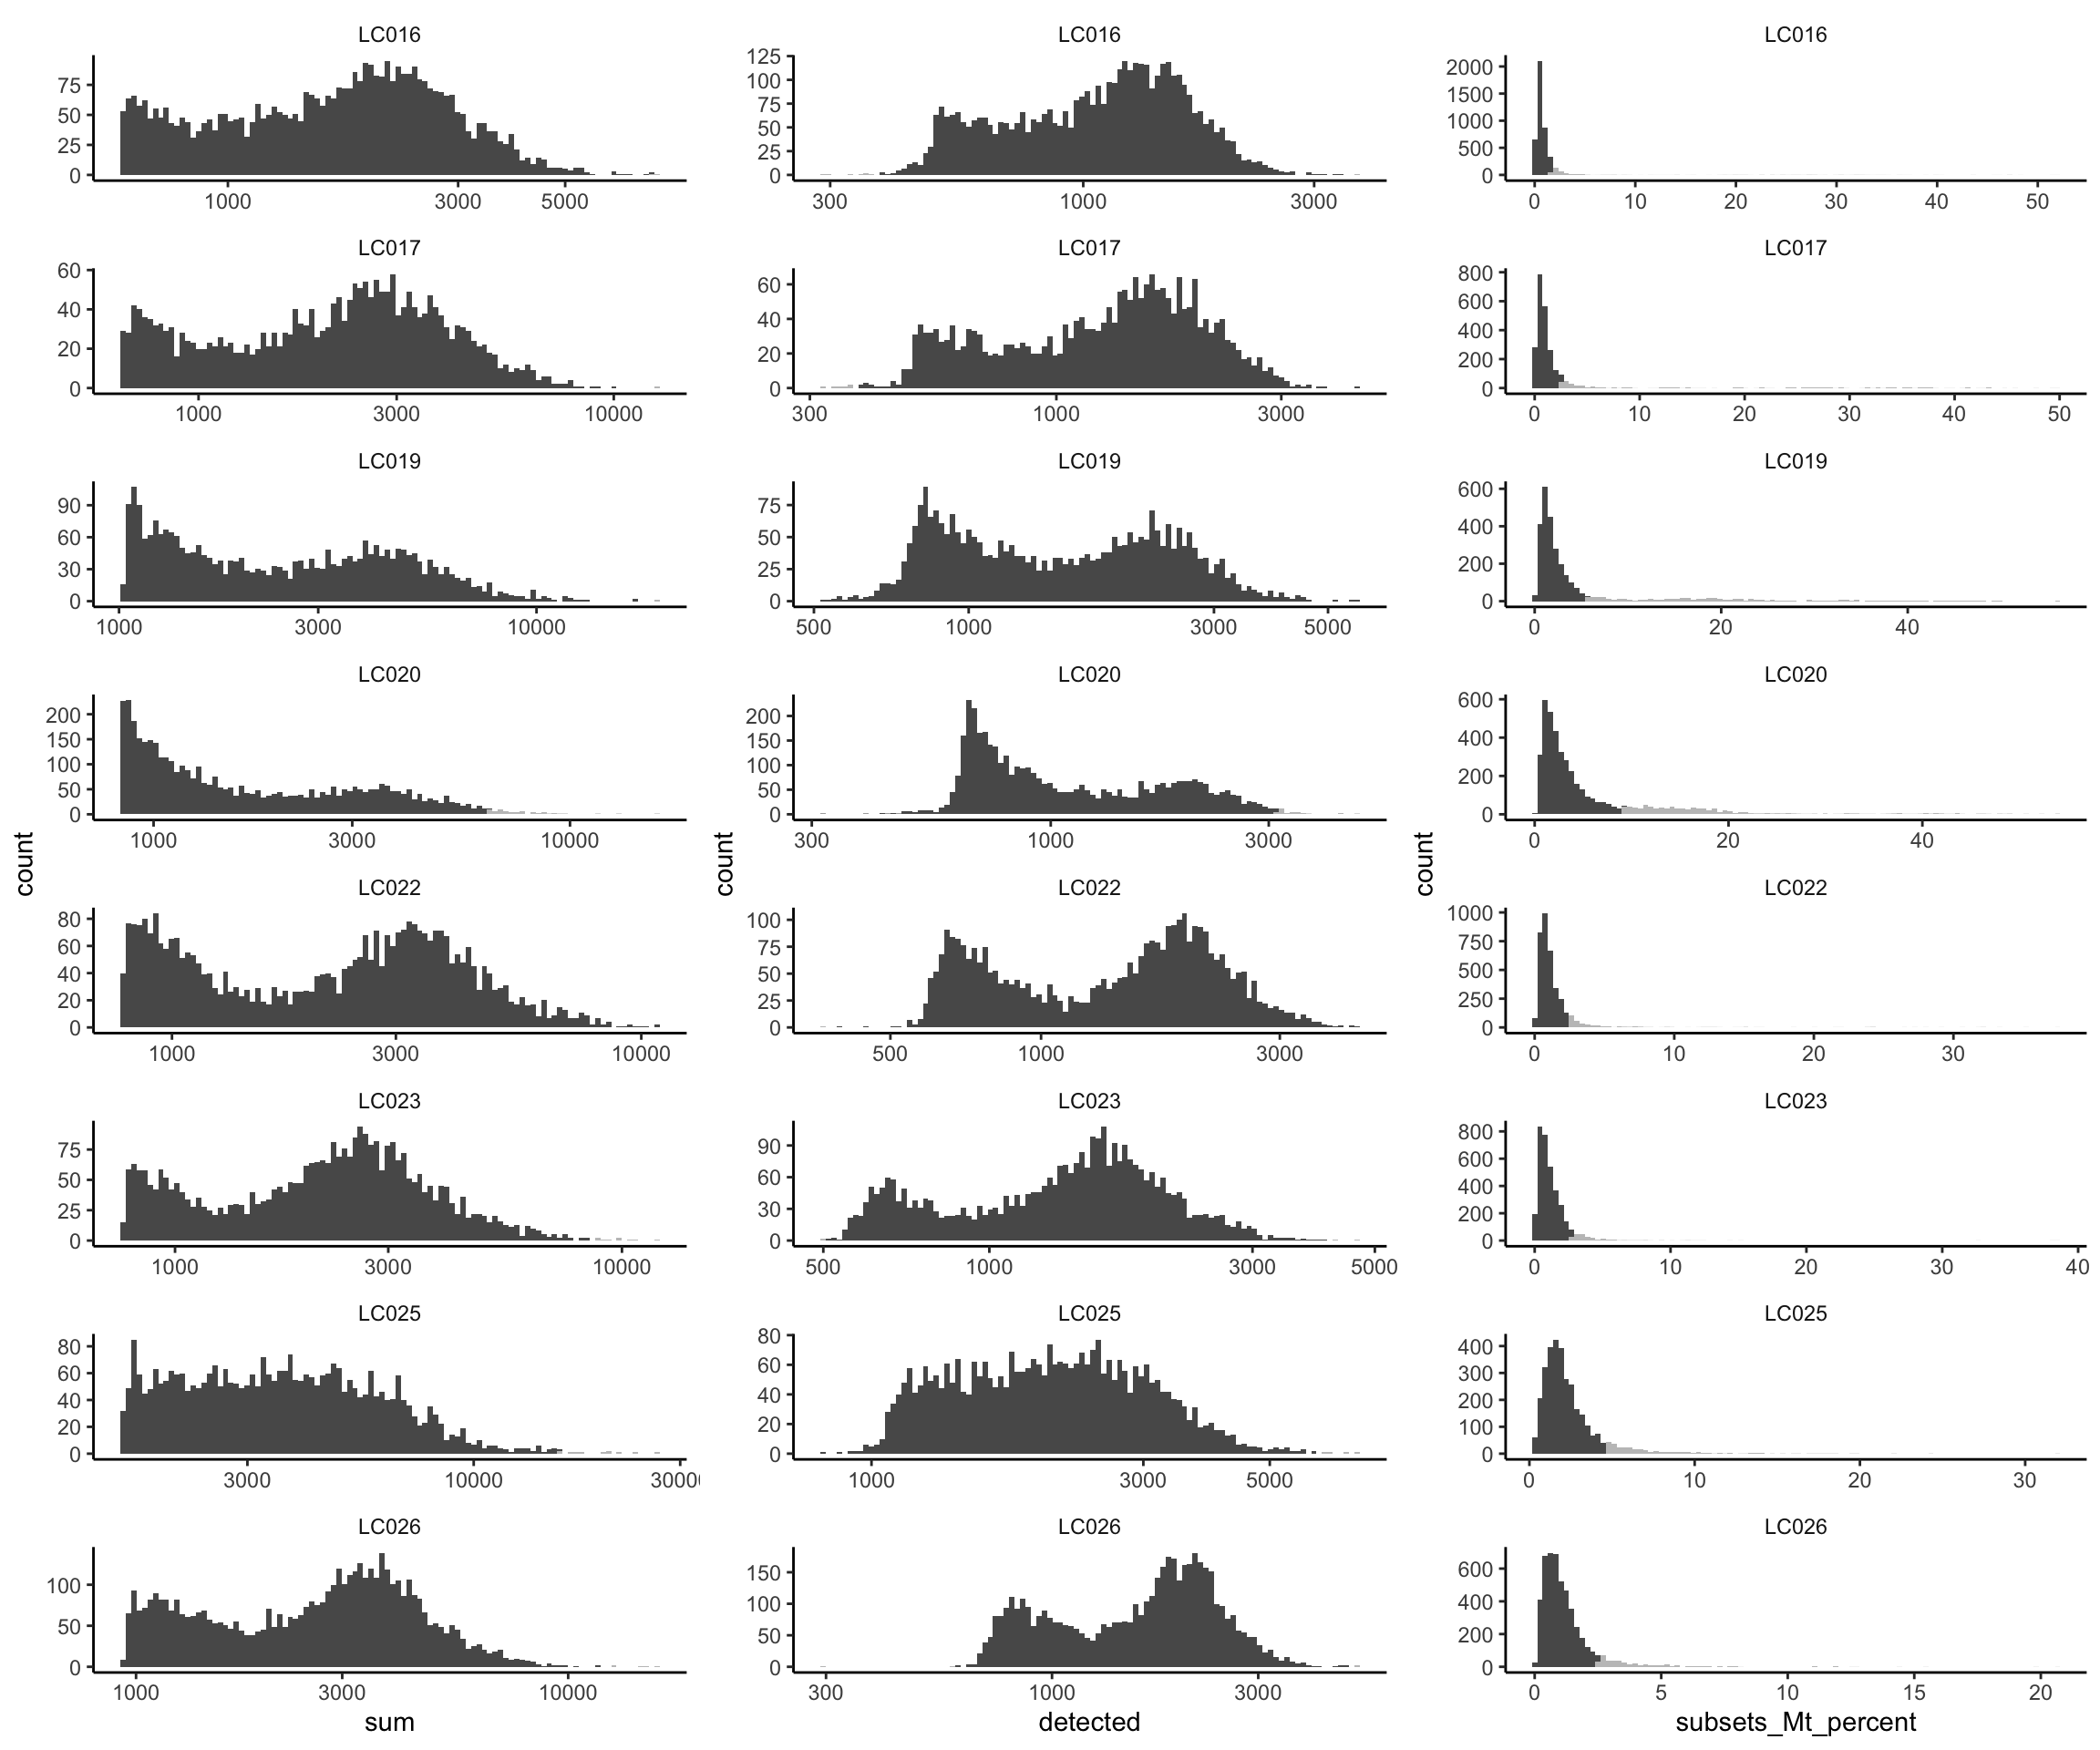 LC016 LC016 LC016
75 50 25 0
125 100 75 50 25 0
2000 1500 1000 500 0
1000 3000 5000
300 1000 3000
0 10 20 30 40 50
LC017 LC017 LC017
60 40 20 0
60 40 20 0
800 600 400 200 0
1000 3000 10000
300 1000 3000
0 10 20 30 40 50
LC019 LC019 LC019
90 60 30 0
75 50 25 0
600 400 200 0
1000 3000 10000
500 1000 3000 5000
0 20 40
LC020 LC020 LC020
200 150 100 50 0
200 150 100 50 0
600 400 200 0
1000 3000 10000
300 1000 3000
0 20 40
count count count
LC022 LC022 LC022
80 60 40 20 0
100 75 50 25 0
1000 750 500 250 0
1000 3000 10000
500 1000 3000
0 10 20 30
LC023 LC023 LC023
75 50 25 0
90 60 30 0
800 600 400 200 0
1000 3000 10000
500 1000 3000 5000
0 10 20 30 40
LC025 LC025 LC025
80 60 40 20 0
80 60 40 20 0
400 300 200 100 0
3000 10000 3000
1000 3000 5000
0 10 20 30
LC026 LC026 LC026
100 50 0
150 100 50 0
600 400 200 0
1000 3000 10000
300 1000 3000
0 5 10 15 20
sum detected subsets_Mt_percent